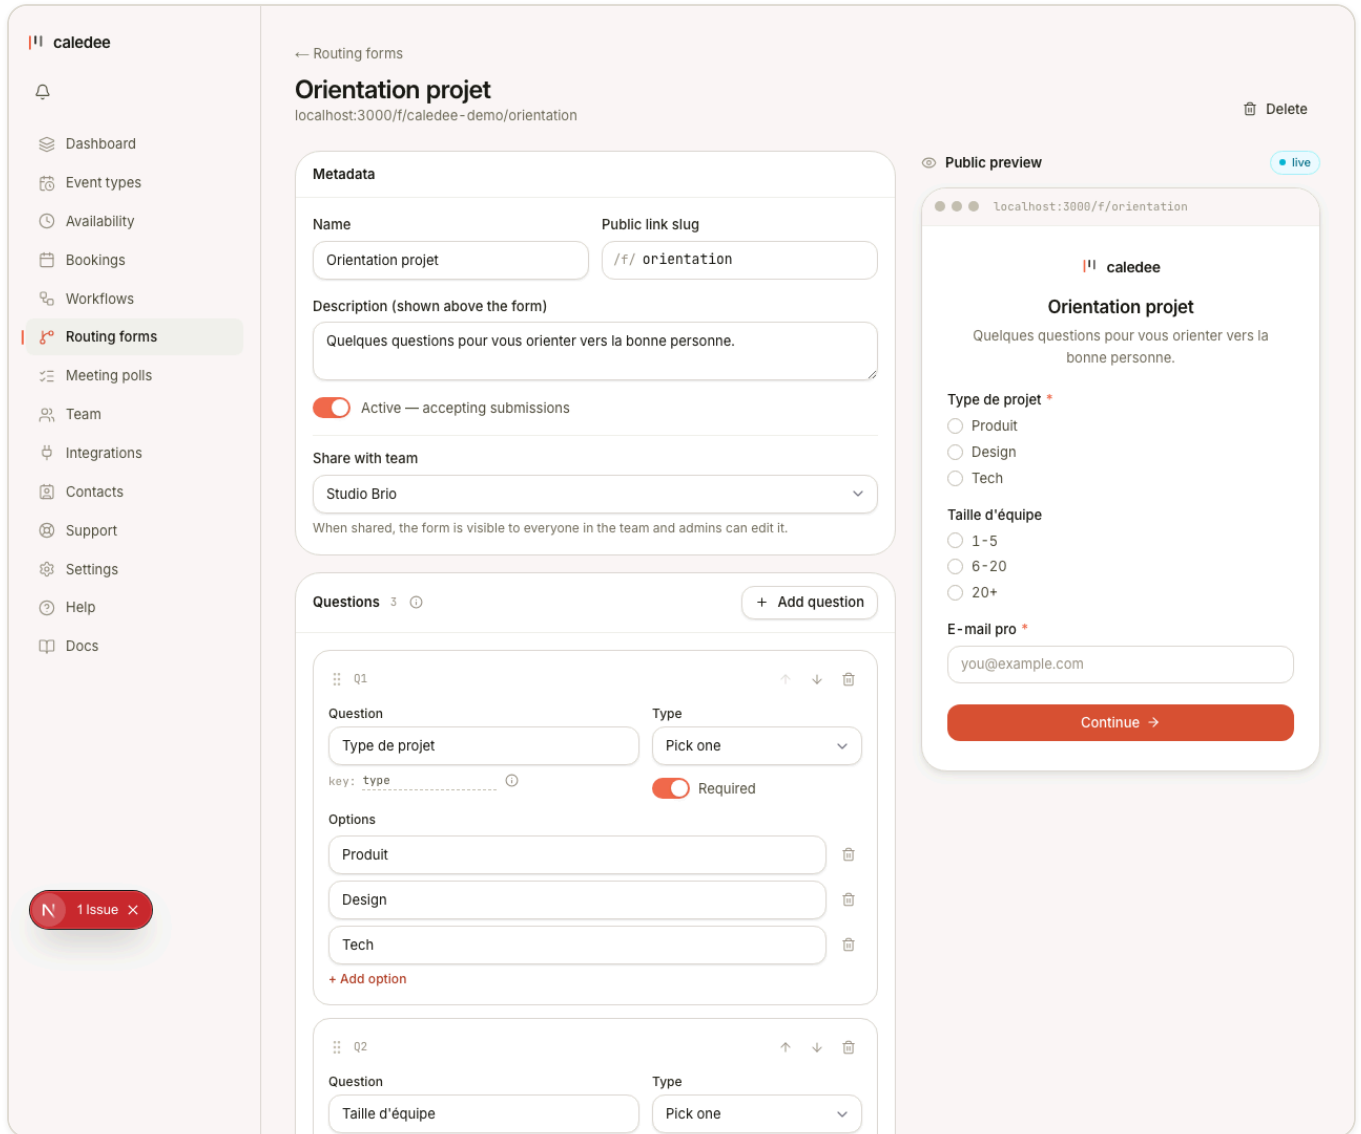 caledee
Dashboard
Event types
Availability
Bookings
Workflows
Routing forms
Meeting polls
Team
Integrations
Contacts
Support
Settings
Help
Docs
1 Issue
← Routing forms
Orientation projet
localhost:3000/f/caledee-demo/orientation
Delete
Metadata
Name
Public link slug
Orientation projet
/f/ orientation
Description (shown above the form)
Quelques questions pour vous orienter vers la bonne personne.
Active — accepting submissions
Share with team
Studio Brio
When shared, the form is visible to everyone in the team and admins can edit it.
Questions 3
+ Add question
Q1
Question
Type
Type de projet
Pick one
key: type
Required
Options
Produit
Design
Tech
+ Add option
Q2
Question
Type
Taille d'équipe
Pick one
Public preview
live
localhost:3000/f/orientation
caledee
Orientation projet
Quelques questions pour vous orienter vers la
bonne personne.
Type de projet *
Produit
Design
Tech
Taille d'équipe
1-5
6-20
20+
E-mail pro *
you@example.com
Continue →